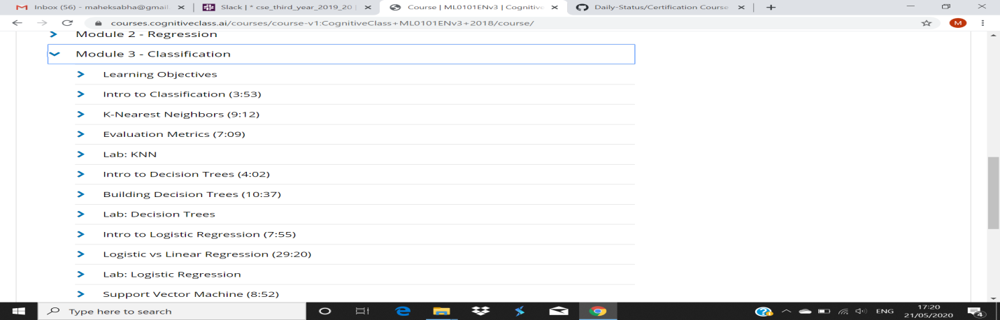 Inbox (56) - maheksabha@gmail
Slack | * cse_third_year_2019_20 |
Course | ML0101ENv3 | Cognitive
Daily-Status/Certification Course
courses.cognitiveclass.ai/courses/course-v1:CognitiveClass+ML0101ENv3+2018/course/
M
Module 2 - Regression
Module 3 - Classification
Learning Objectives
Intro to Classification (3:53)
K-Nearest Neighbors (9:12)
Evaluation Metrics (7:09)
Lab: KNN
Intro to Decision Trees (4:02)
Building Decision Trees (10:37)
Lab: Decision Trees
Intro to Logistic Regression (7:55)
Logistic vs Linear Regression (29:20)
Lab: Logistic Regression
Support Vector Machine (8:52)
Type here to search
ENG
17:20
21/05/2020
4